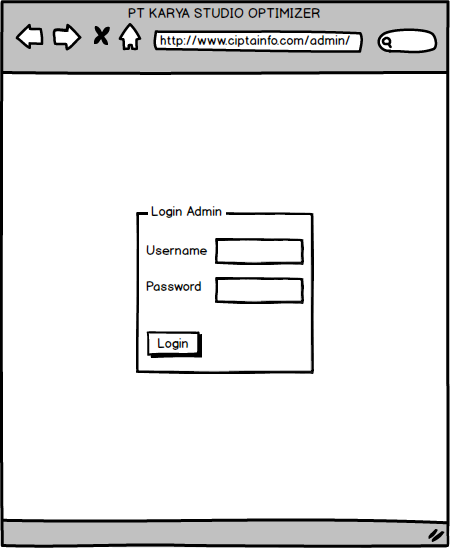 PT KARYA STUDIO OPTIMIZER
http://www.ciptainfo.com/admin/
Login Admin
Username
Password
Login